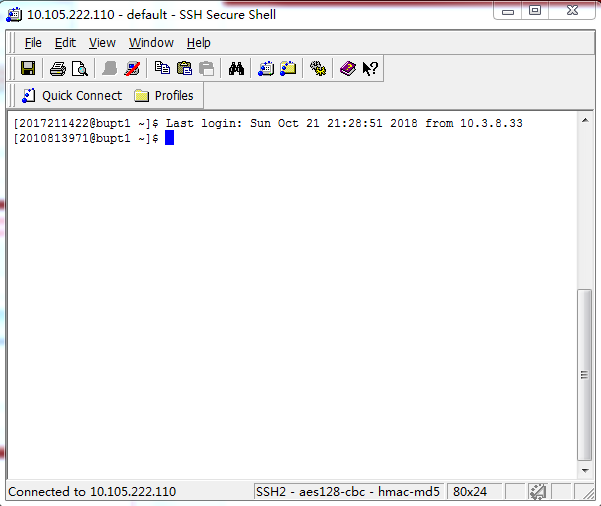 10.105.222.110 - default - SSH Secure Shell
File Edit View Window Help
Quick Connect Profiles
[2017211422@bupt1 ~]$ Last login: Sun Oct 21 21:28:51 2018 from 10.3.8.33
[2010813971@bupt1 ~]$
Connected to 10.105.222.110 SSH2 - aes128-cbc - hmac-md5 80x24